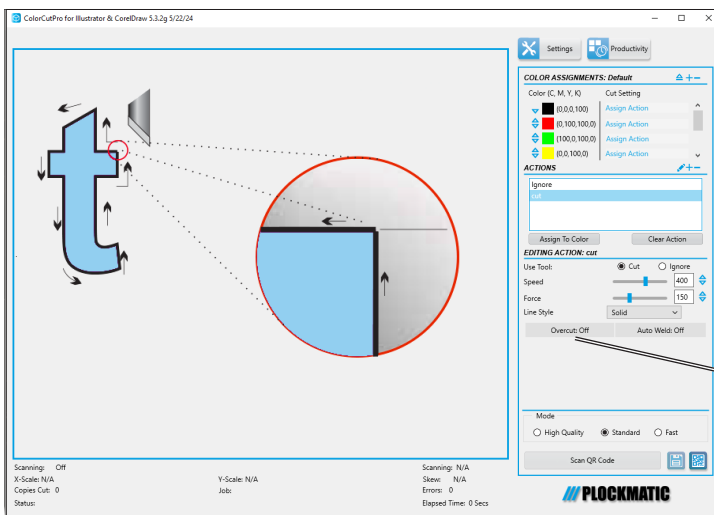 ColorCutPro for Illustrator & CorelDraw 5.3.2g 5/22/24
Settings
Productivity
COLOR ASSIGNMENTS: Default
Color (C, M, Y, K) Cut Setting
(0,0,0,100) Assign Action
(0,100,100,0) Assign Action
(100,0,100,0) Assign Action
(0,0,100,0) Assign Action
ACTIONS
Ignore
cut
Assign To Color Clear Action
EDITING ACTION: cut
Use Tool: Cut Ignore
Speed 400
Force 150
Line Style Solid
Overcut: Off Auto Weld: Off
Mode
High Quality Standard Fast
Scan QR Code
t
Scanning: Off Scanning: N/A
X-Scale: N/A Y-Scale: N/A Skew: N/A
Copies Cut: 0 Job: Errors: 0
Status: Elapsed Time: 0 Secs
PLOCKMATIC